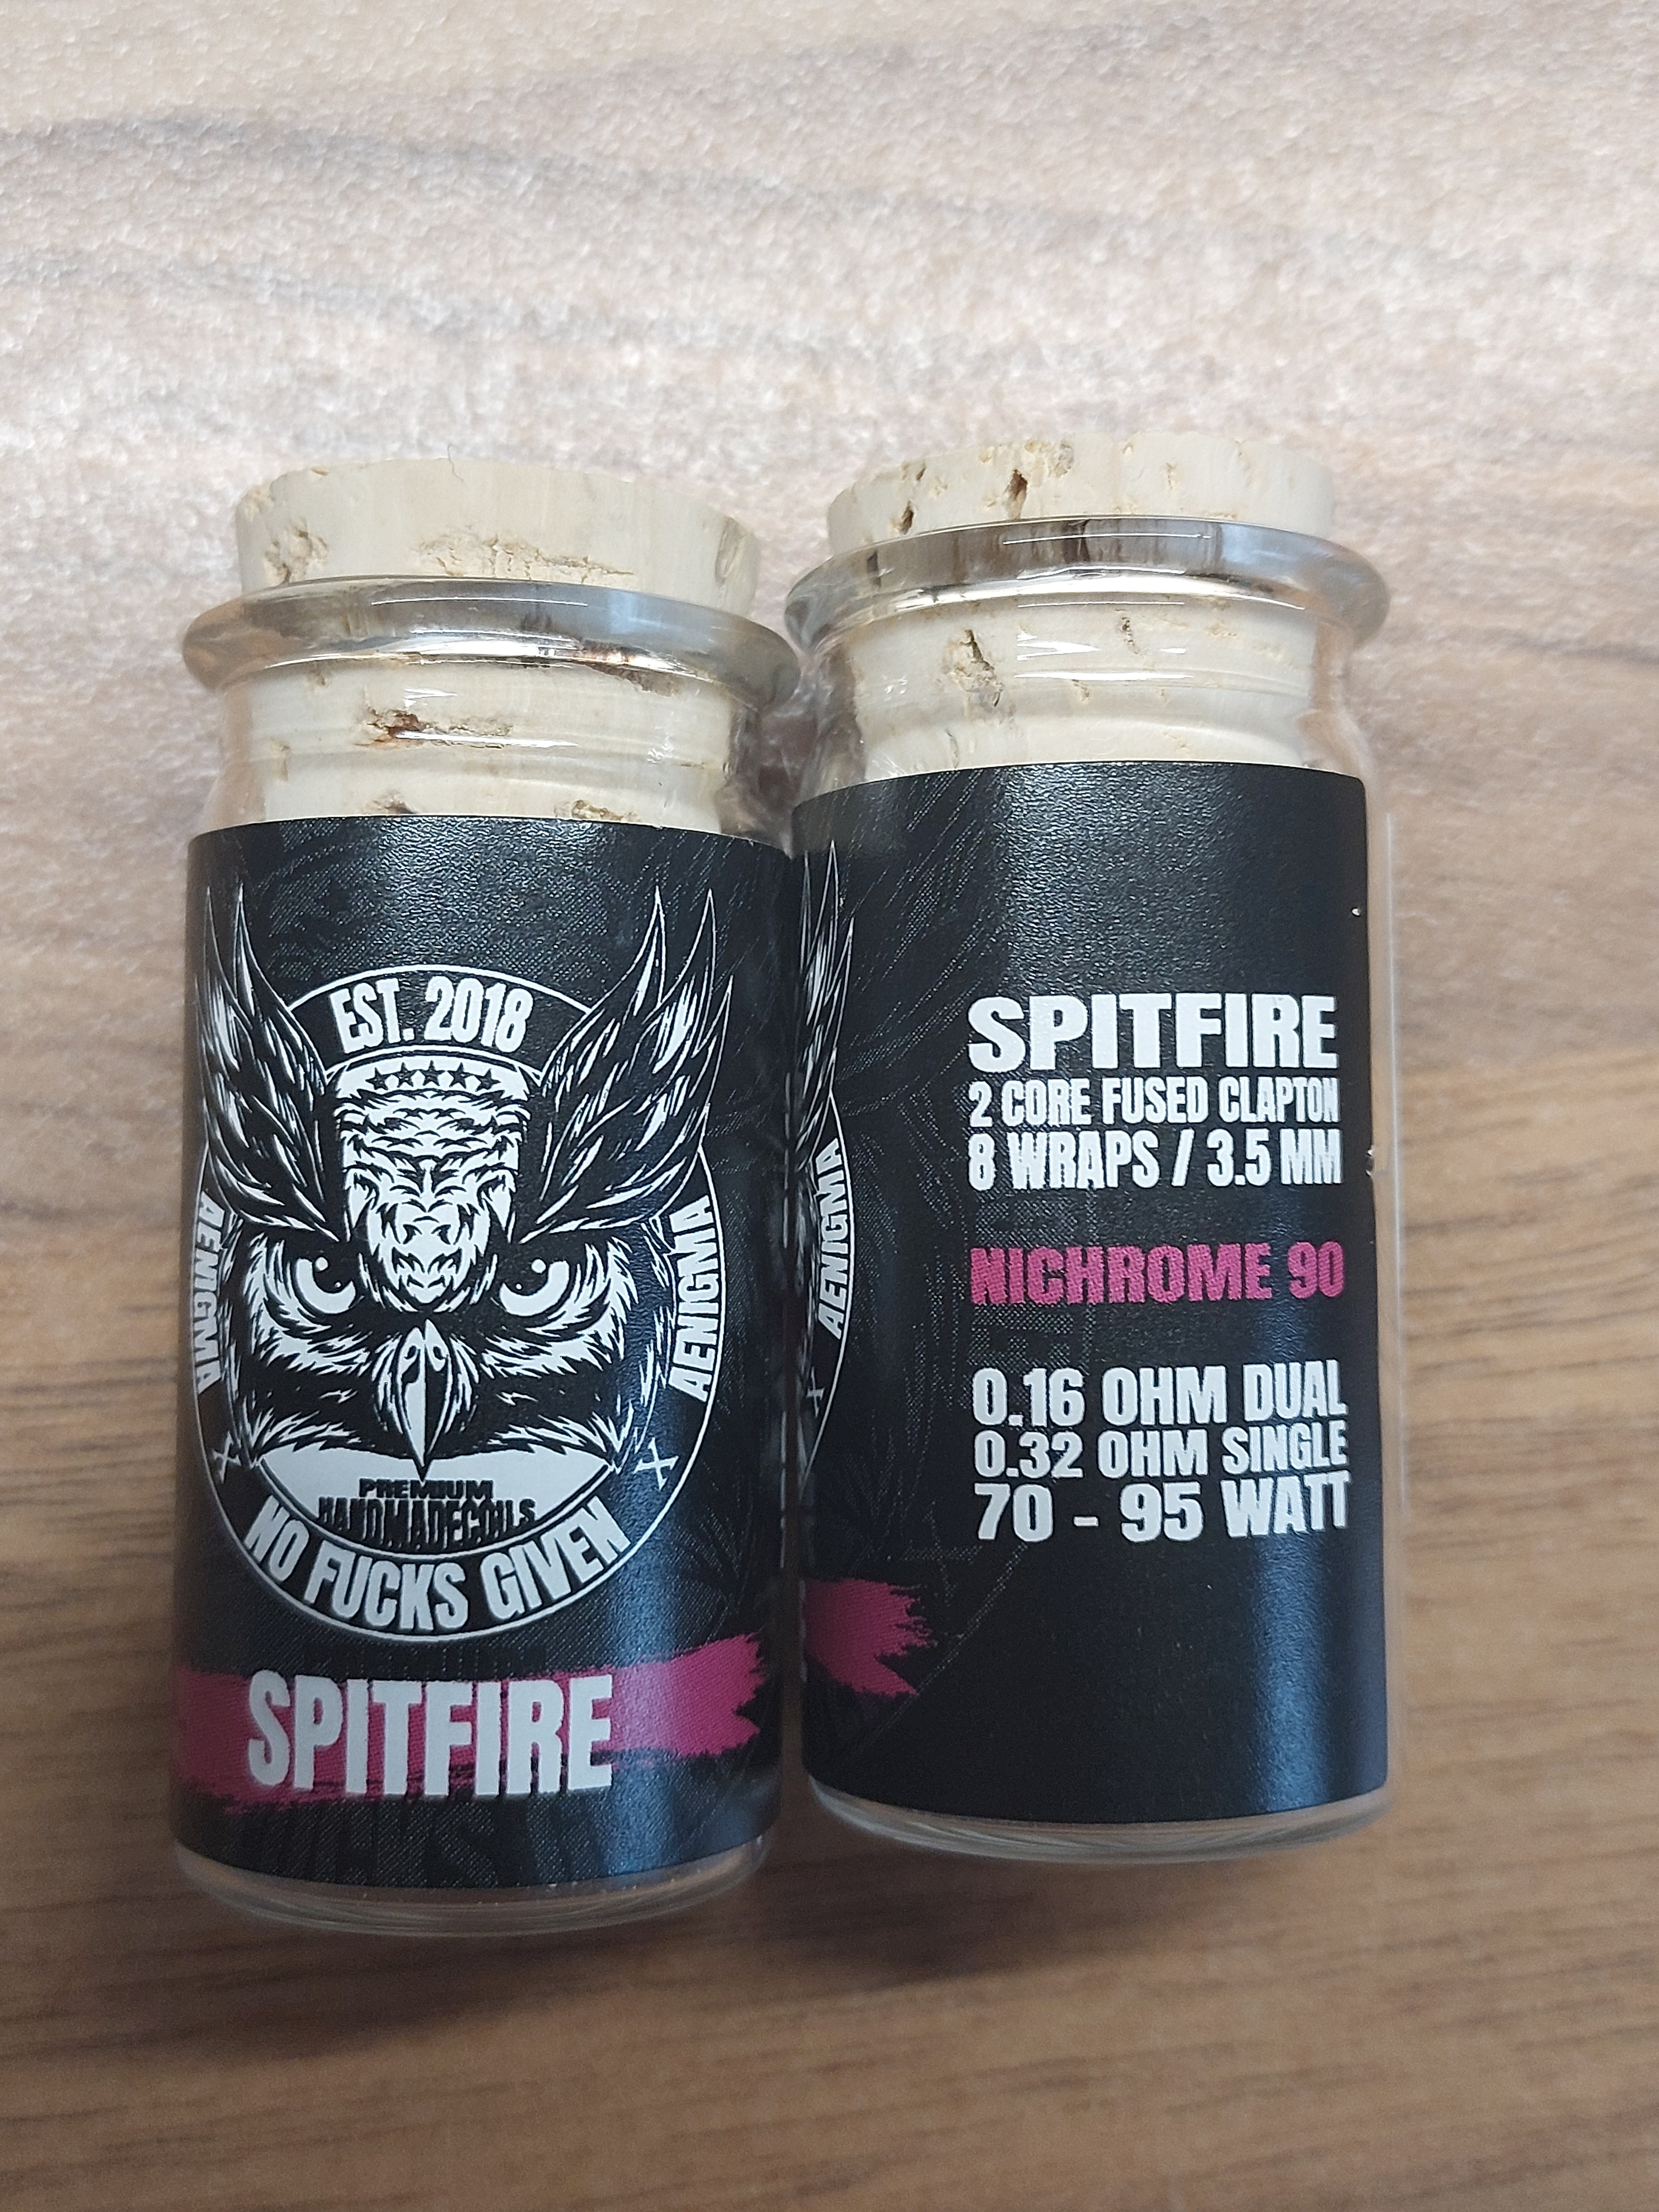 EST. 2018
AENIGMA
AENIGMA
PREMIUM
HANDMADECOILS
NO FUCKS GIVEN
SPITFIRE
AENIGMA
SPITFIRE
2 CORE FUSED CLAPTON
8 WRAPS / 3.5 MM
NICHROME 90
0.16 OHM DUAL
0.32 OHM SINGLE
70 - 95 WATT